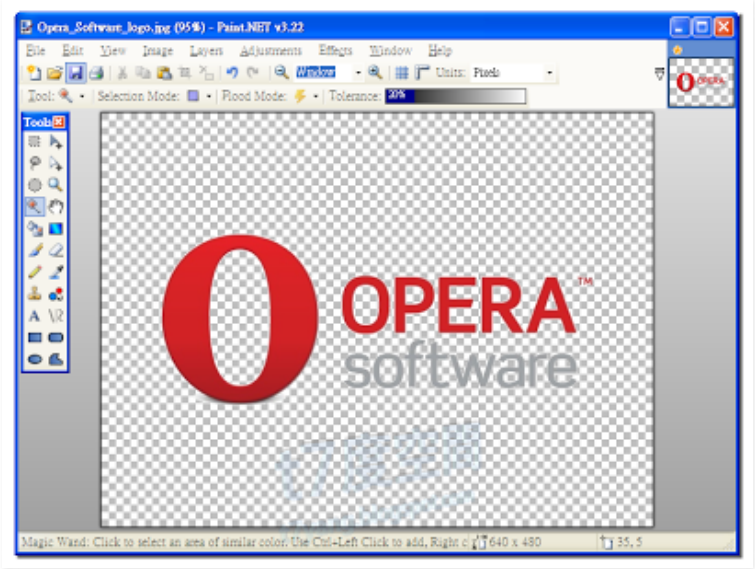 Opera_Software_logo.jpg (95%) - Paint.NET v3.22
File Edit View Image Layers Adjustments Effects Window Help
Window Units: Pixels
Tool: Selection Mode: Flood Mode: Tolerance: 20%
Tools
OPERA
OPERA™
software
Magic Wand: Click to select an area of similar color. Use Ctrl+Left Click to add, Right c 640 x 480 35, 5